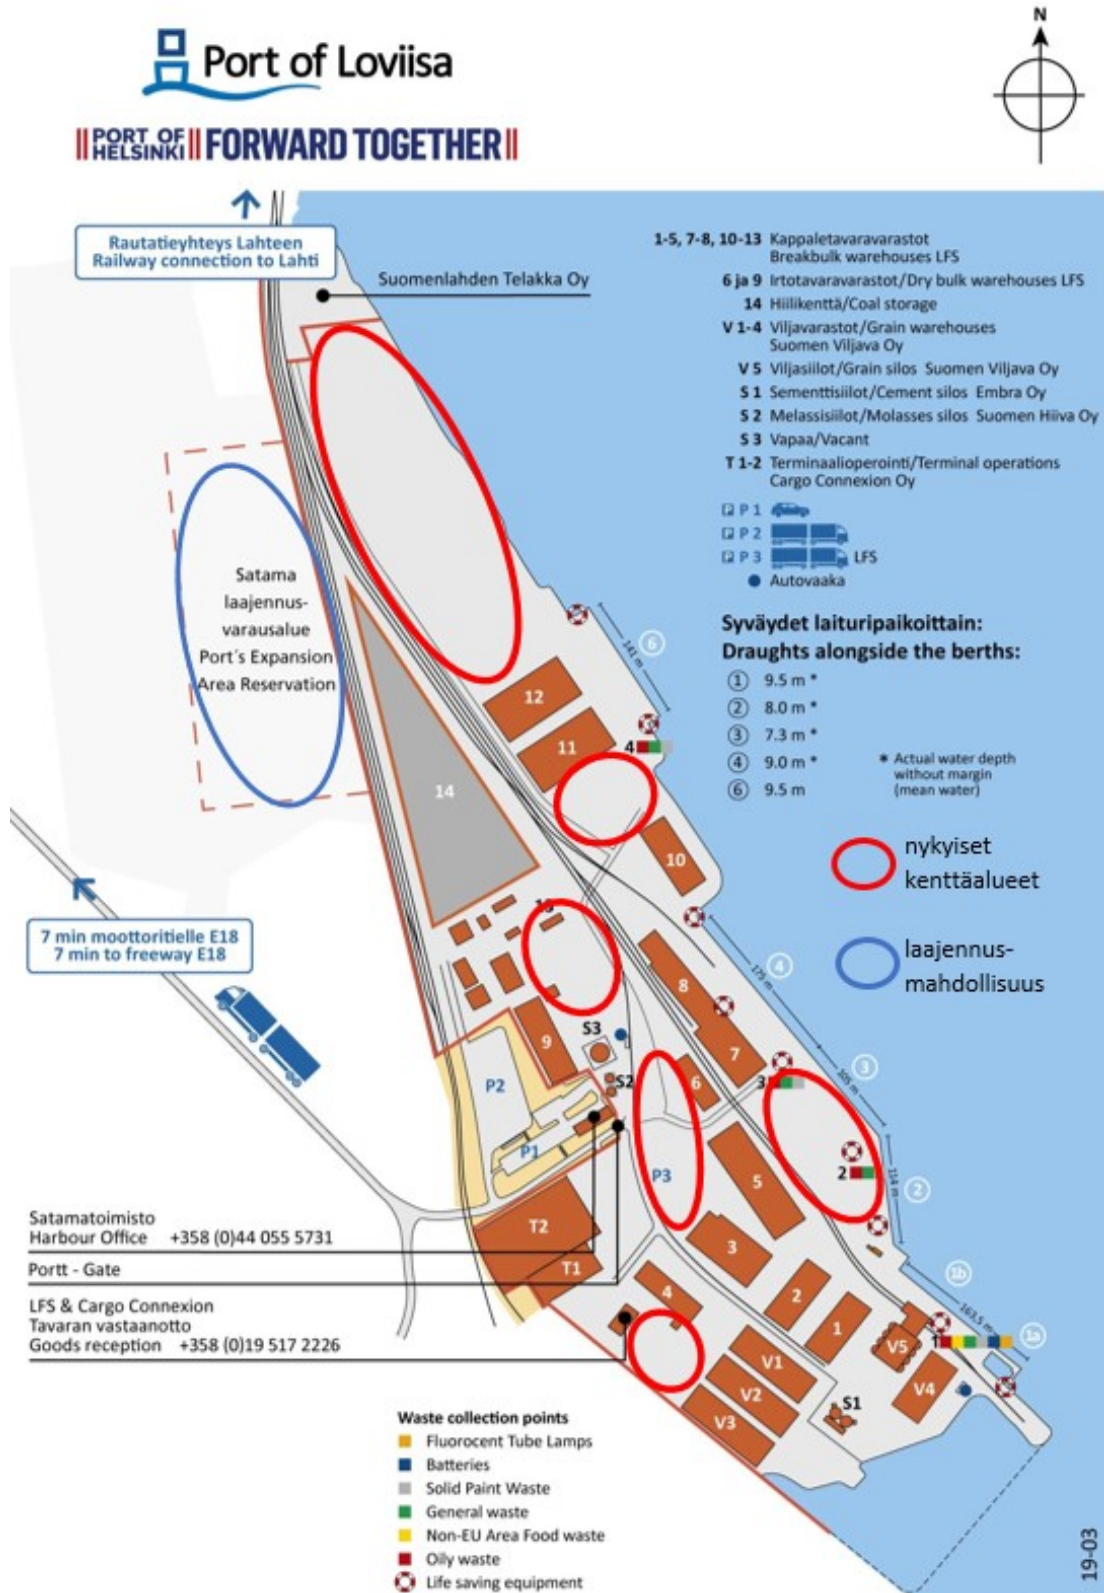 Port of Loviisa
N
PORT OF
HELSINKI
FORWARD TOGETHER
Rautatieyhteys Lahteen
Railway connection to Lahti
Suomenlahden Telakka Oy
1-5, 7-8, 10-13 Kappaletavaravarastot
Breakbulk warehouses LFS
6 ja 9 Irtotavaravarastot/Dry bulk warehouses LFS
14 Hiilikenttä/Coal storage
V 1-4 Viljavarastot/Grain warehouses
Suomen Viljava Oy
V 5 Viljasiilot/Grain silos Suomen Viljava Oy
S 1 Sementtisiilot/Cement silos Embra Oy
S 2 Melassisiilot/Molasses silos Suomen Hiiva Oy
S 3 Vapaa/Vacant
T 1-2 Terminaalioperointi/Terminal operations
Cargo Connexion Oy
P 1
P 2
P 3 LFS
Autovaaka
Syväydet laituripaikoittain:
Draughts alongside the berths:
1 9.5 m *
2 8.0 m *
3 7.3 m *
4 9.0 m *
6 9.5 m
* Actual water depth
without margin
(mean water)
nykyiset
kenttäalueet
laajennus-
mahdollisuus
Satama
laajennus-
varausalue
Port´s Expansion
Area Reservation
6
141 m
12
11
4
14
10
7 min moottoritielle E18
7 min to freeway E18
4
175 m
8
7
9
S3
S2
6
3
3
105 m
P2
P1
P3
5
2
114 m
2
T2
T1
3
4
2
1
1b
163,5 m
1a
1
V5
V4
V1
V2
V3
S1
Satamatoimisto
Harbour Office +358 (0)44 055 5731
Portt - Gate
LFS & Cargo Connexion
Tavaran vastaanotto
Goods reception +358 (0)19 517 2226
Waste collection points
Fluorocent Tube Lamps
Batteries
Solid Paint Waste
General waste
Non-EU Area Food waste
Oily waste
Life saving equipment
19-03